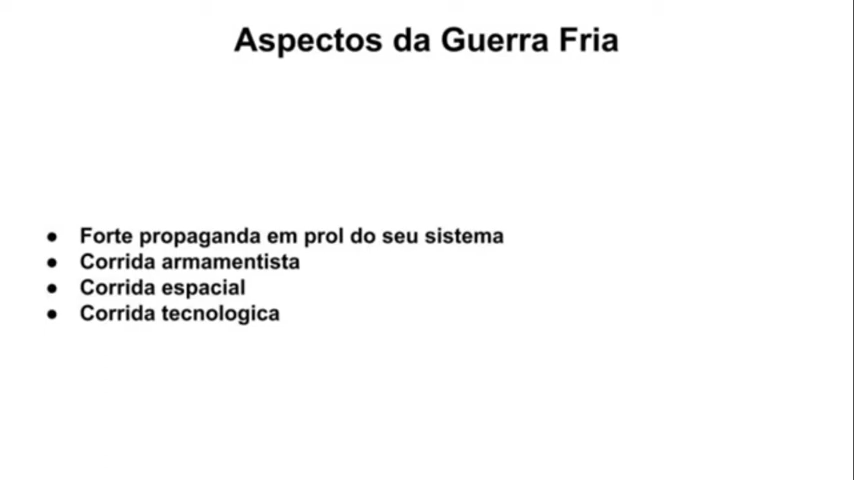 Aspectos da Guerra Fria
● Forte propaganda em prol do seu sistema
● Corrida armamentista
● Corrida espacial
● Corrida tecnologica